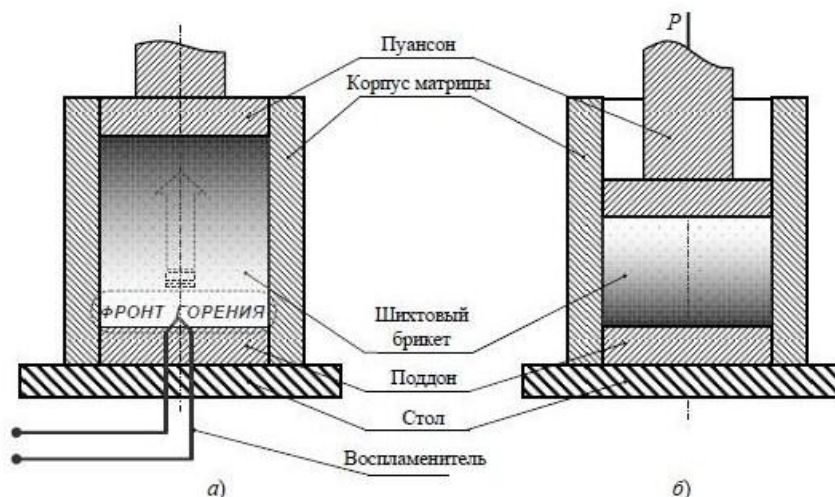 P
Пуансон
Корпус матрицы
ФРОНТ ГОРЕНИЯ
Шихтовый
брикет
Поддон
Стол
Воспламенитель
а)
б)